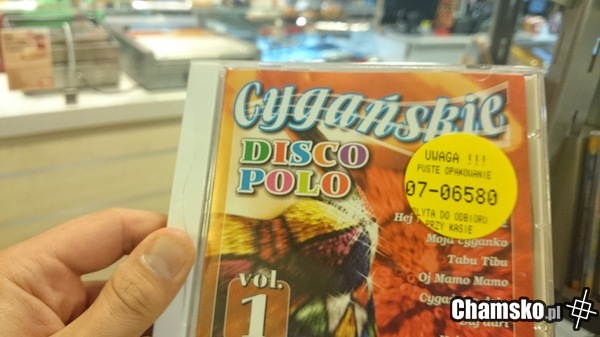 Cygańskie
DISCO
POLO
UWAGA !!!
PUSTE OPAKOWANIE
07-06580
PŁYTA DO ODBIORU
PRZY KASIE
Hej
Moja Cyganko
Tabu Tibu
Oj Mamo Mamo
vol.
1
Chamsko.pl